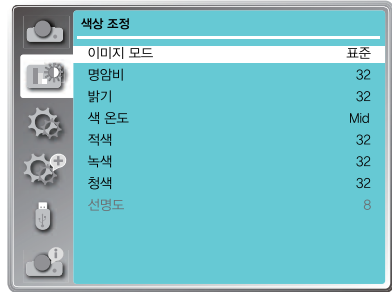 색상 조정
이미지 모드 표준
명암비 32
밝기 32
색 온도 Mid
적색 32
녹색 32
청색 32
선명도 8